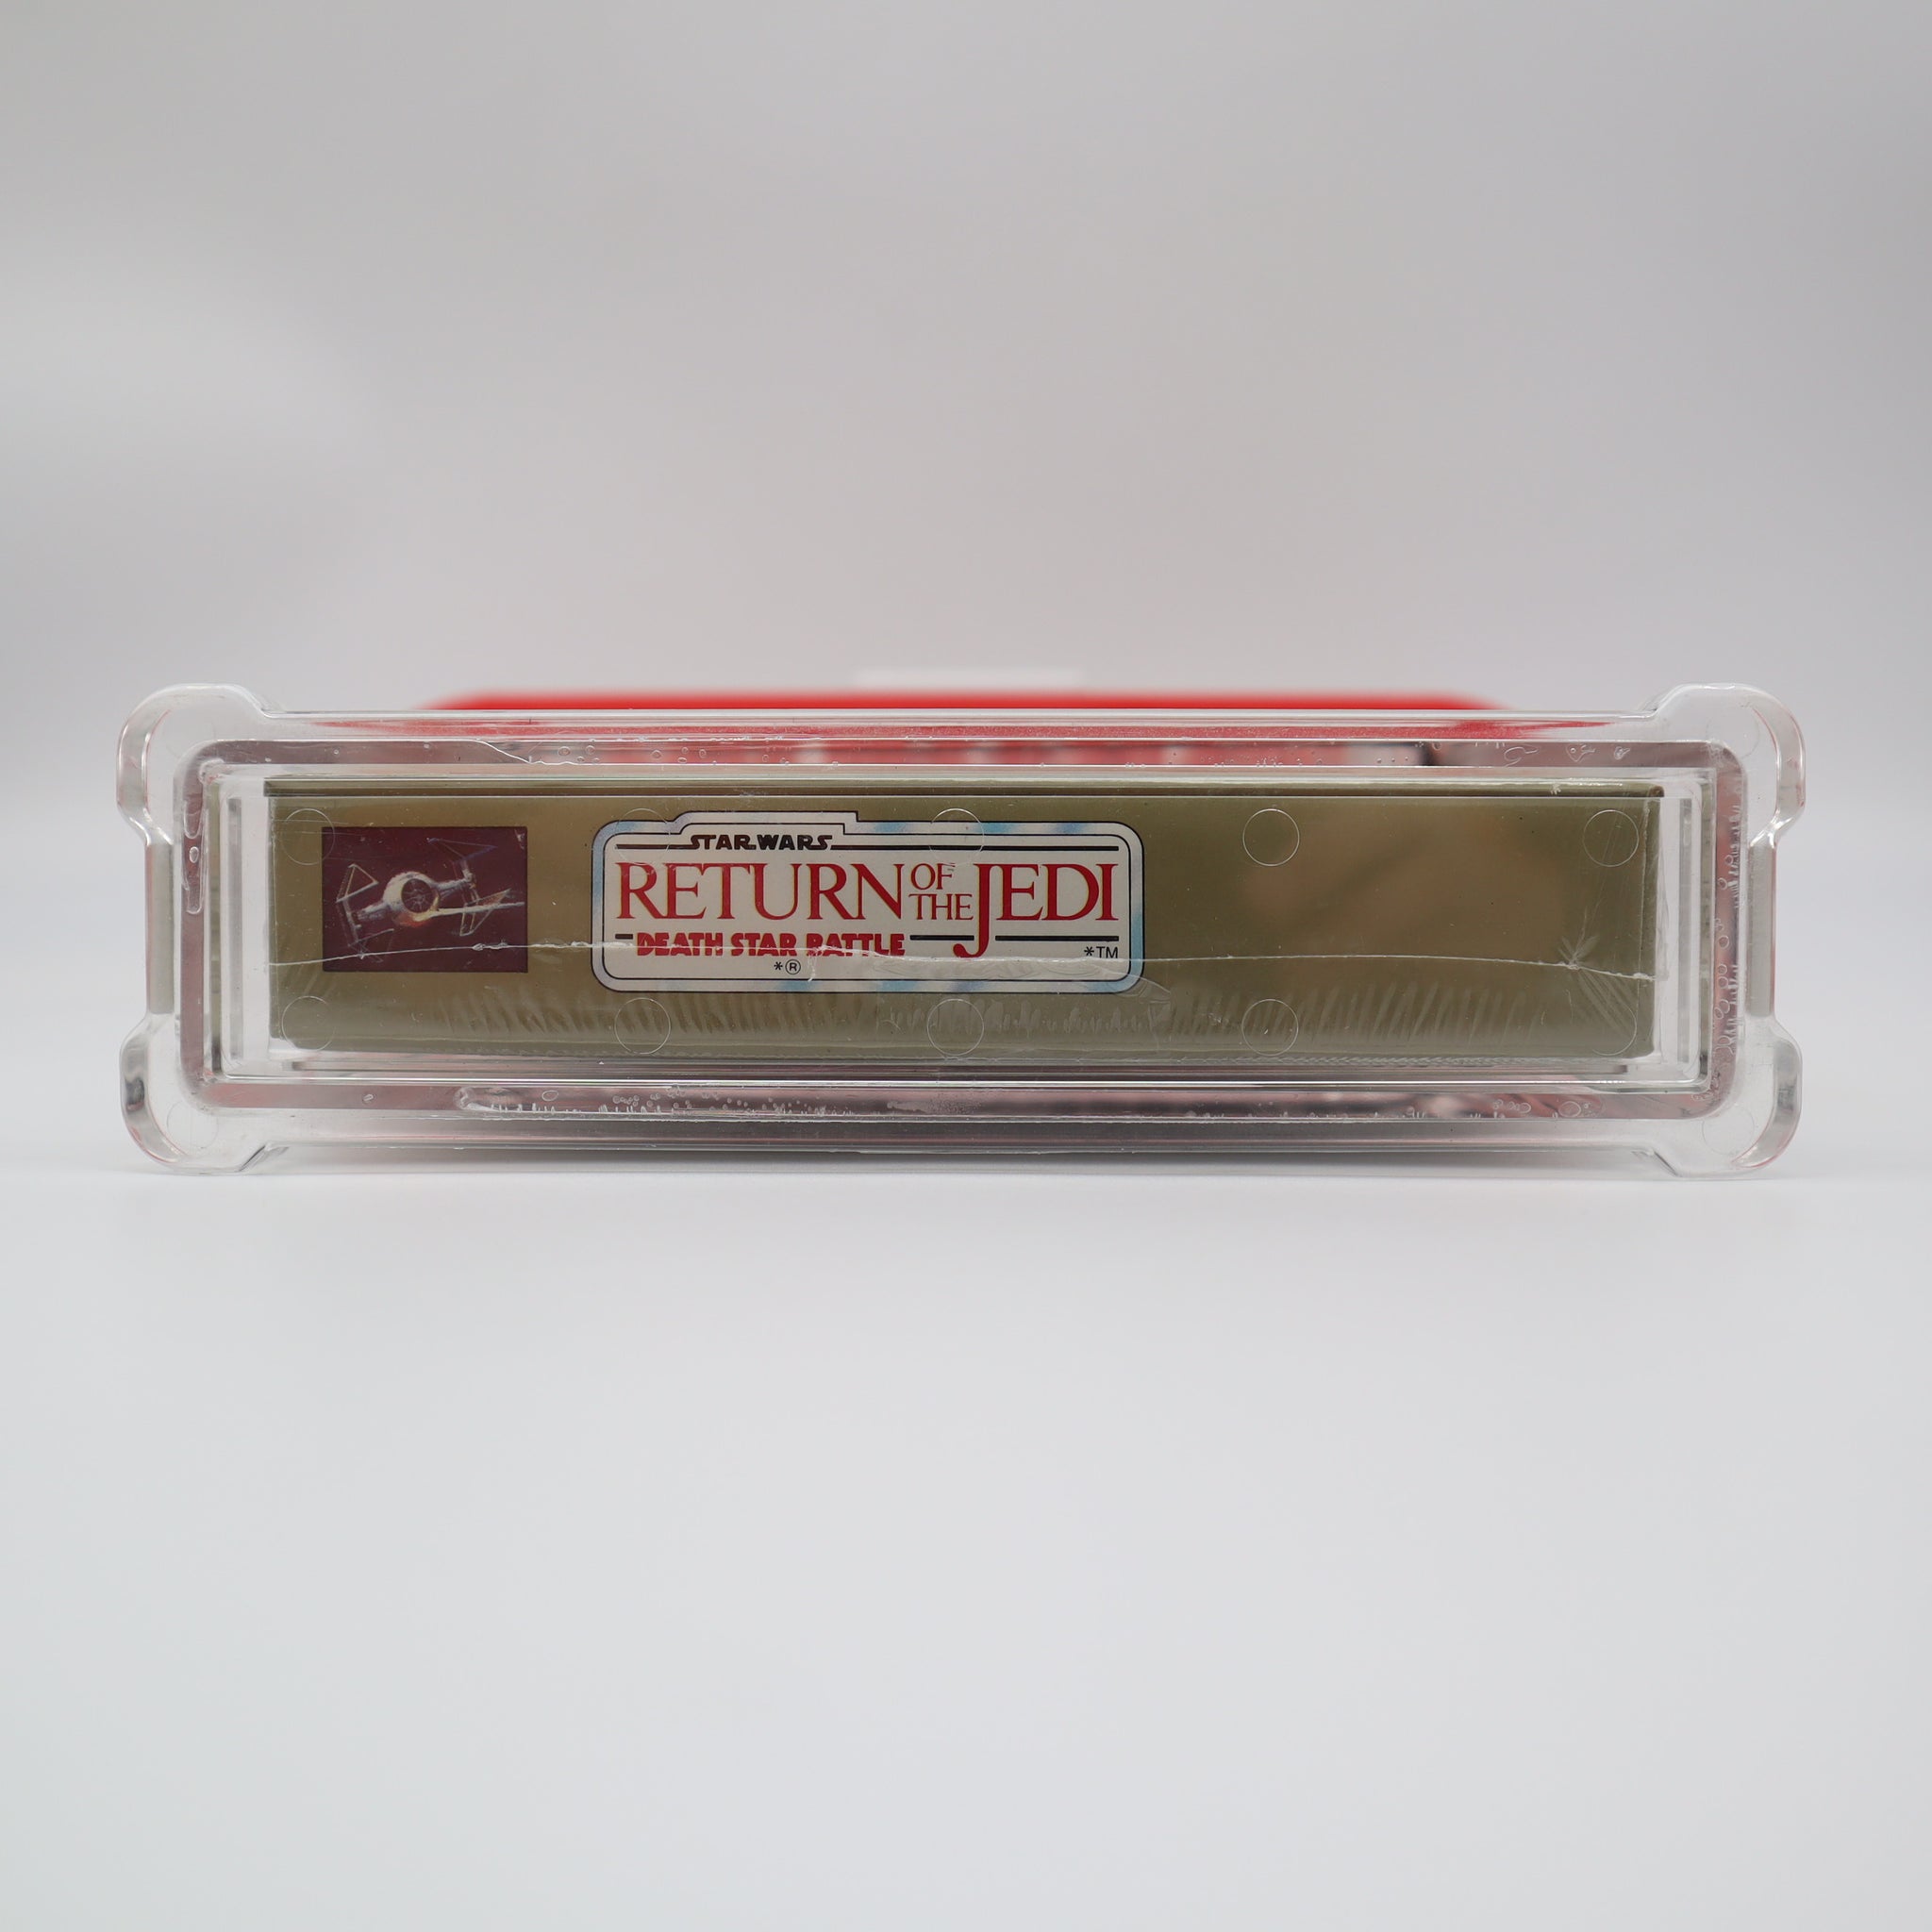 STAR WARS
RETURN OF THE JEDI
DEATH STAR BATTLE
*® *TM